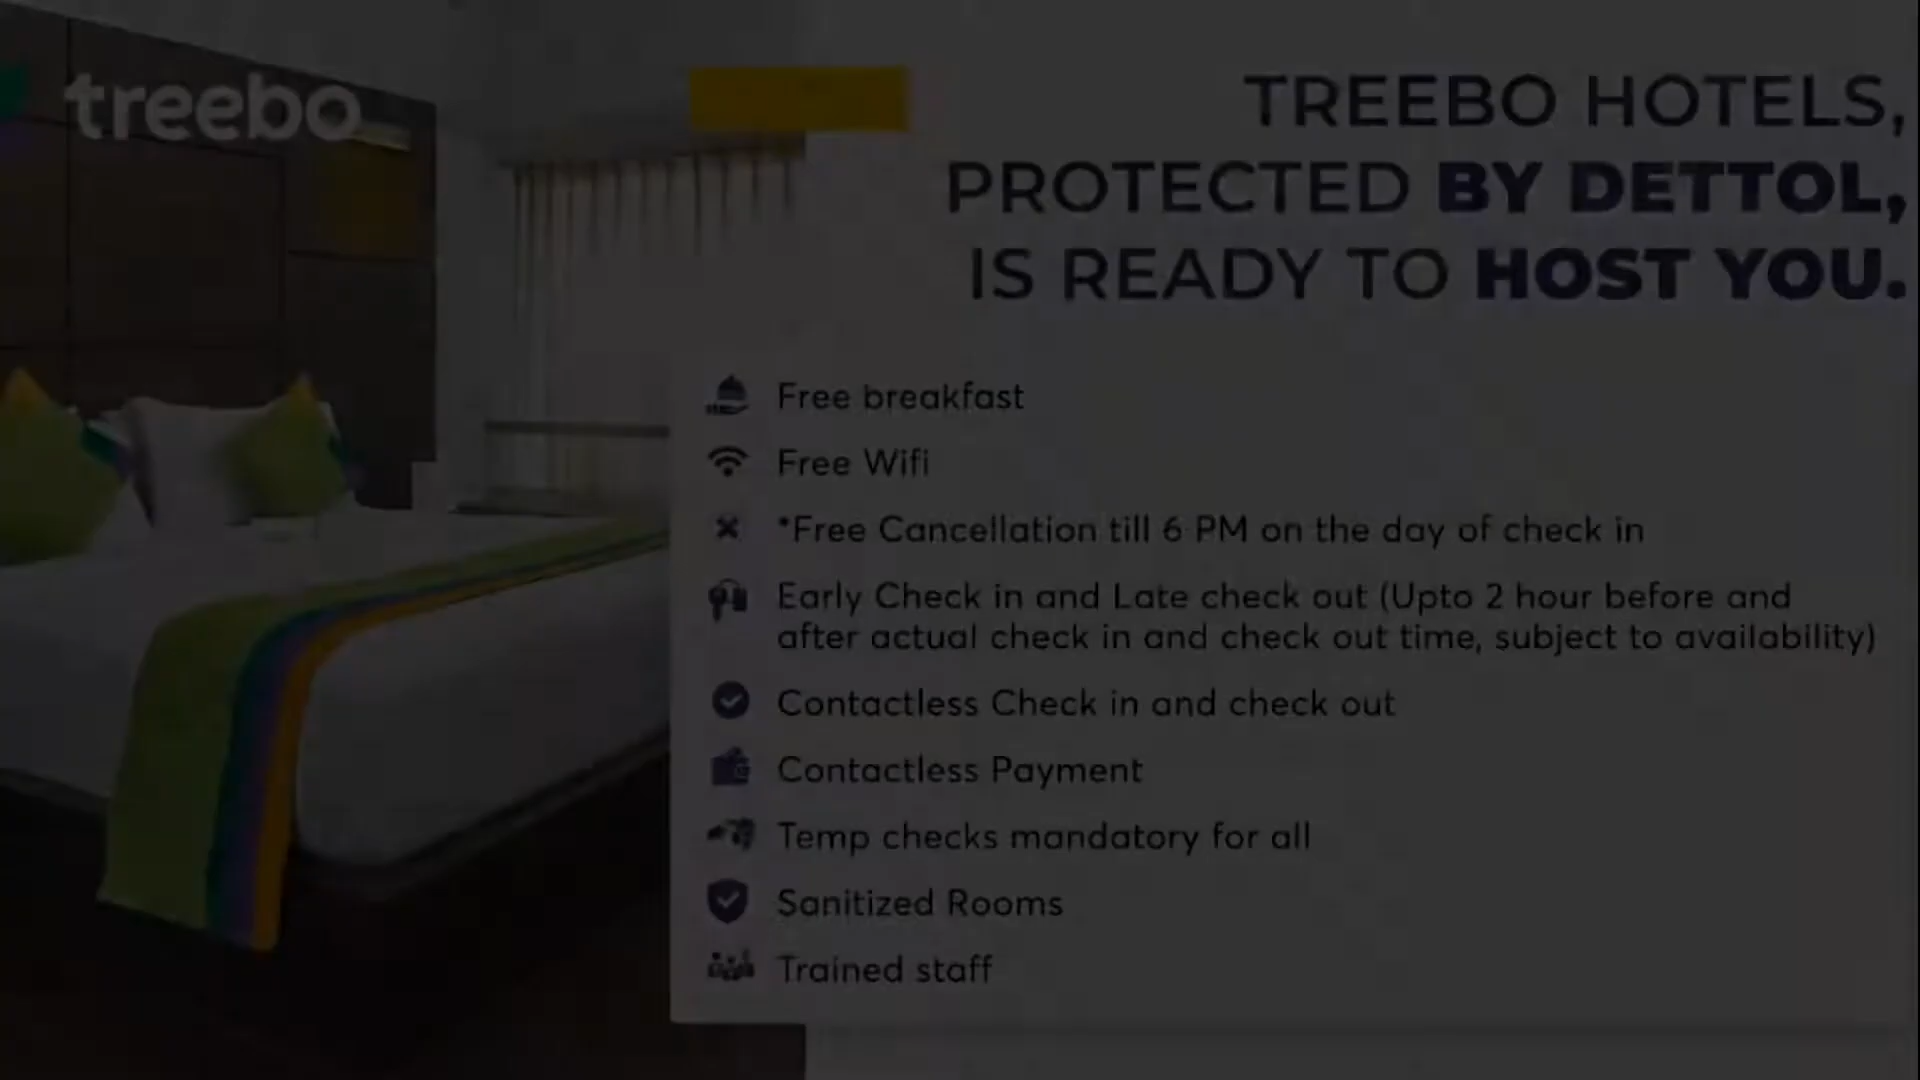 treebo
TREEBO HOTELS,
PROTECTED BY DETTOL,
IS READY TO HOST YOU.
Free breakfast
Free Wifi
*Free Cancellation till 6 PM on the day of check in
Early Check in and Late check out (Upto 2 hour before and
after actual check in and check out time, subject to availability)
Contactless Check in and check out
Contactless Payment
Temp checks mandatory for all
Sanitized Rooms
Trained staff